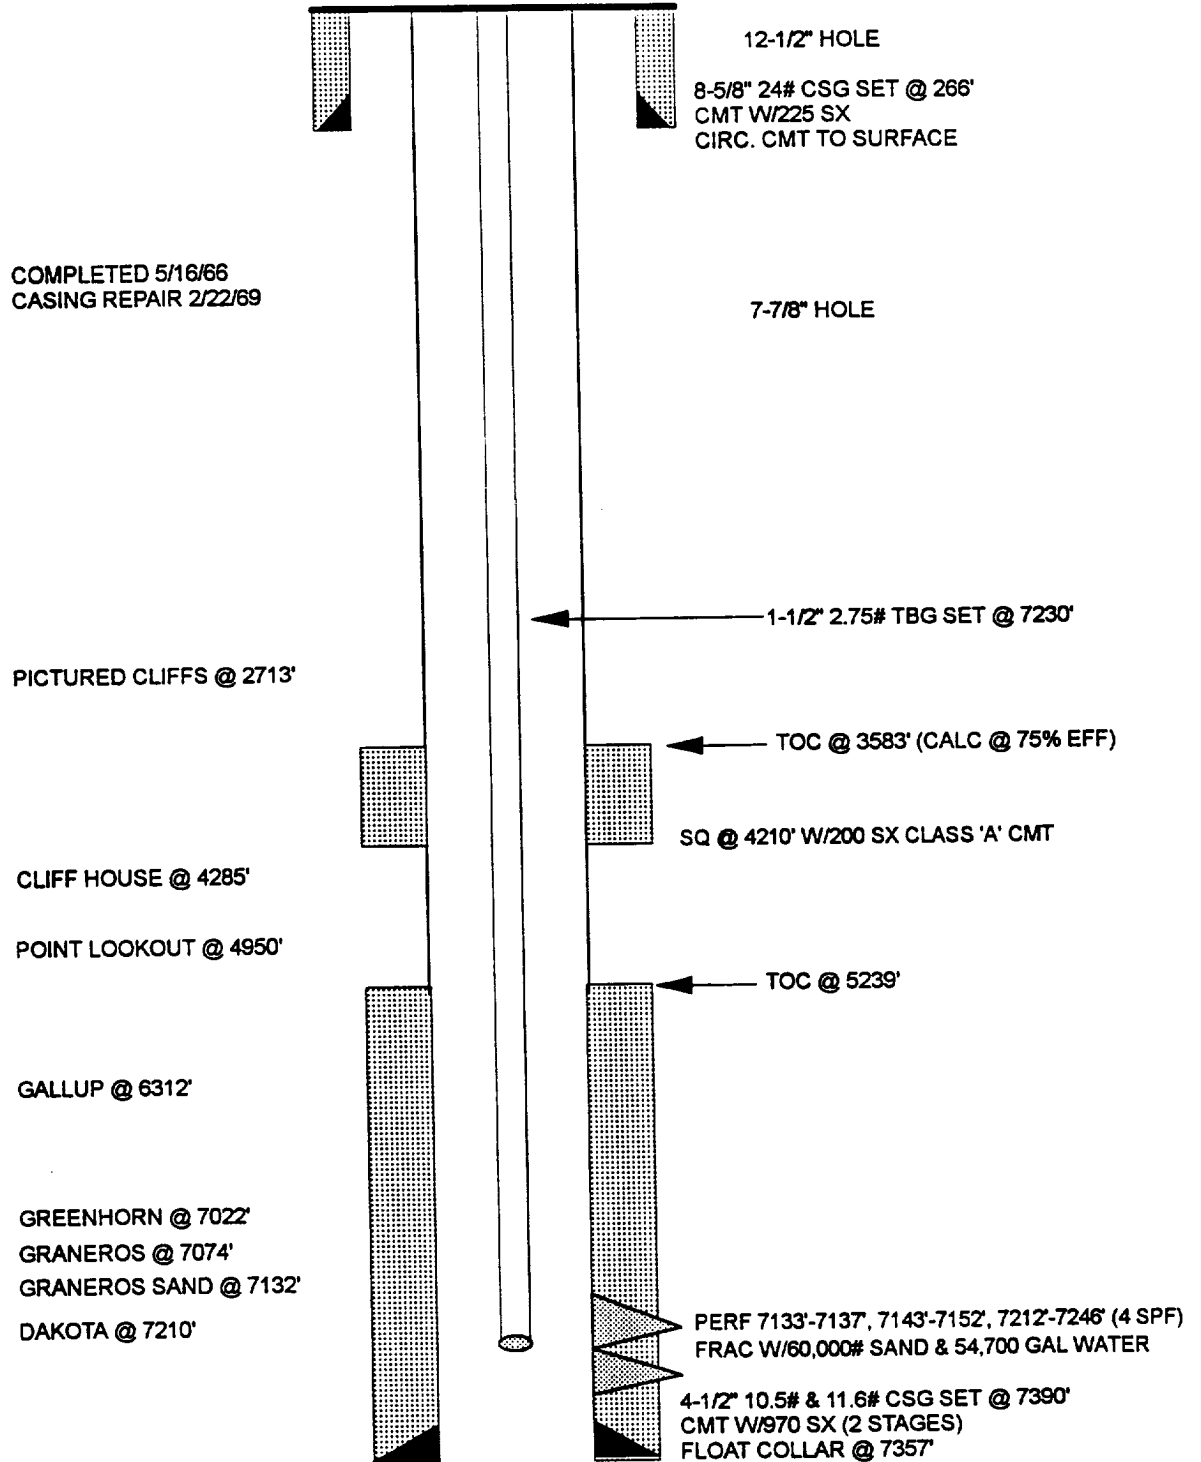 12-1/2" HOLE
8-5/8" 24# CSG SET @ 266'
CMT W/225 SX
CIRC. CMT TO SURFACE
COMPLETED 5/16/66
CASING REPAIR 2/22/69
7-7/8" HOLE
1-1/2" 2.75# TBG SET @ 7230'
PICTURED CLIFFS @ 2713'
TOC @ 3583' (CALC @ 75% EFF)
SQ @ 4210' W/200 SX CLASS 'A' CMT
CLIFF HOUSE @ 4285'
POINT LOOKOUT @ 4950'
TOC @ 5239'
GALLUP @ 6312'
GREENHORN @ 7022'
GRANEROS @ 7074'
GRANEROS SAND @ 7132'
DAKOTA @ 7210'
PERF 7133'-7137', 7143'-7152', 7212'-7246' (4 SPF)
FRAC W/60,000# SAND & 54,700 GAL WATER
4-1/2" 10.5# & 11.6# CSG SET @ 7390'
CMT W/970 SX (2 STAGES)
FLOAT COLLAR @ 7357'